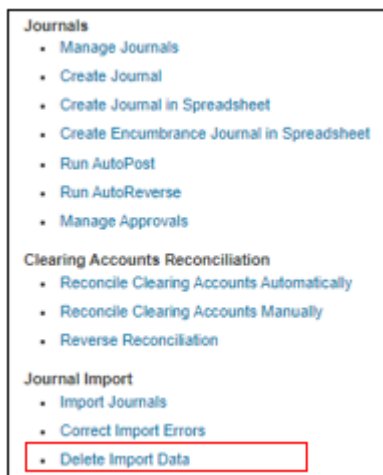 Journals
• Manage Journals
• Create Journal
• Create Journal in Spreadsheet
• Create Encumbrance Journal in Spreadsheet
• Run AutoPost
• Run AutoReverse
• Manage Approvals
Clearing Accounts Reconciliation
• Reconcile Clearing Accounts Automatically
• Reconcile Clearing Accounts Manually
• Reverse Reconciliation
Journal Import
• Import Journals
• Correct Import Errors
• Delete Import Data